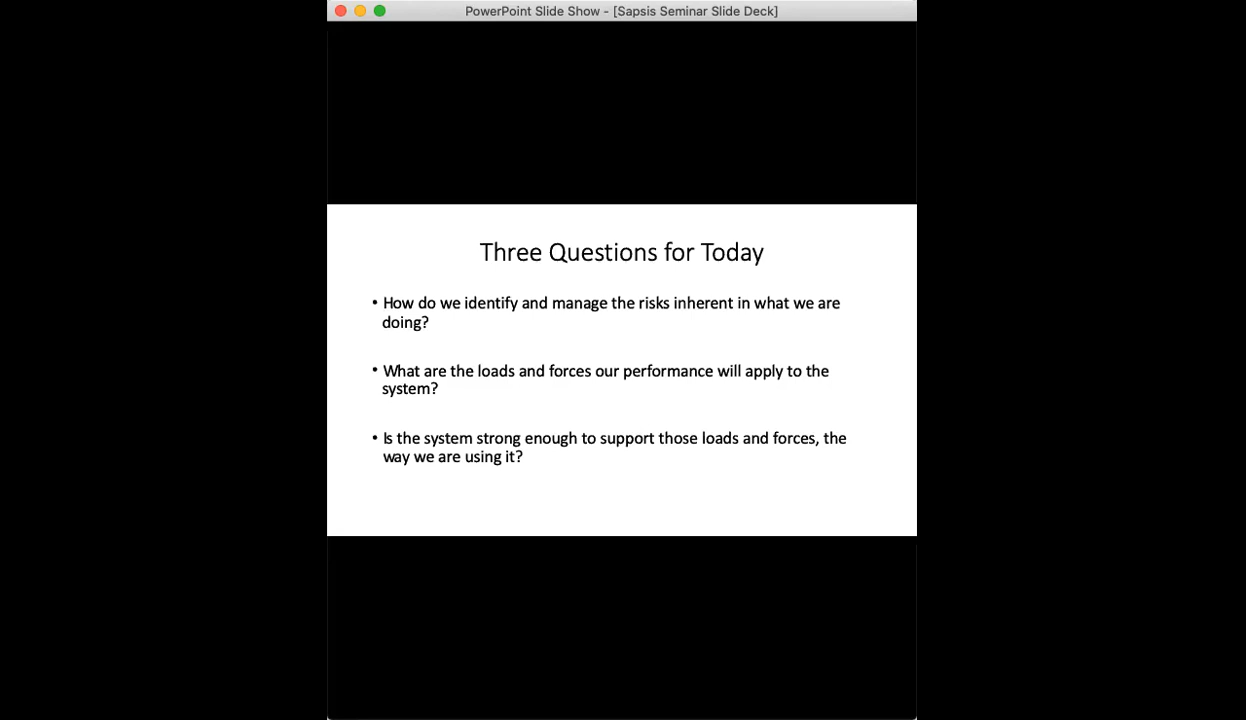 PowerPoint Slide Show - [Sapsis Seminar Slide Deck]
Three Questions for Today
• How do we identify and manage the risks inherent in what we are
doing?
• What are the loads and forces our performance will apply to the
system?
• Is the system strong enough to support those loads and forces, the
way we are using it?